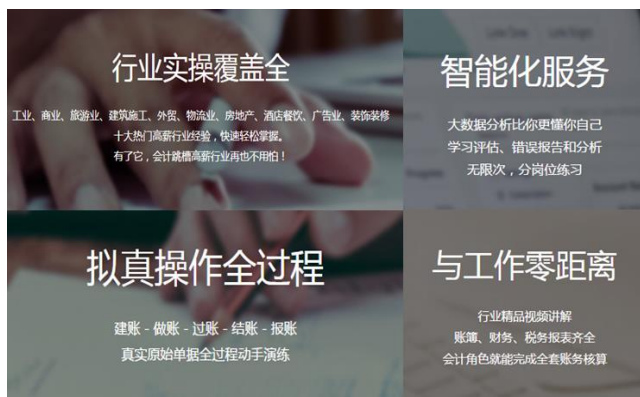 行业实操覆盖全
工业、商业、旅游业、建筑施工、外贸、物流业、房地产、酒店餐饮、广告业、装饰装修
十大热门高薪行业经验，快速轻松掌握。
有了它，会计跳槽高薪行业再也不用怕！
智能化服务
大数据分析比你更懂你自己
学习评估、错误报告和分析
无限次，分岗位练习
拟真操作全过程
建账 - 做账 - 过账 - 结账 - 报账
真实原始单据全过程动手演练
与工作零距离
行业精品视频讲解
账簿、财务、税务报表齐全
会计角色就能完成全套账务核算